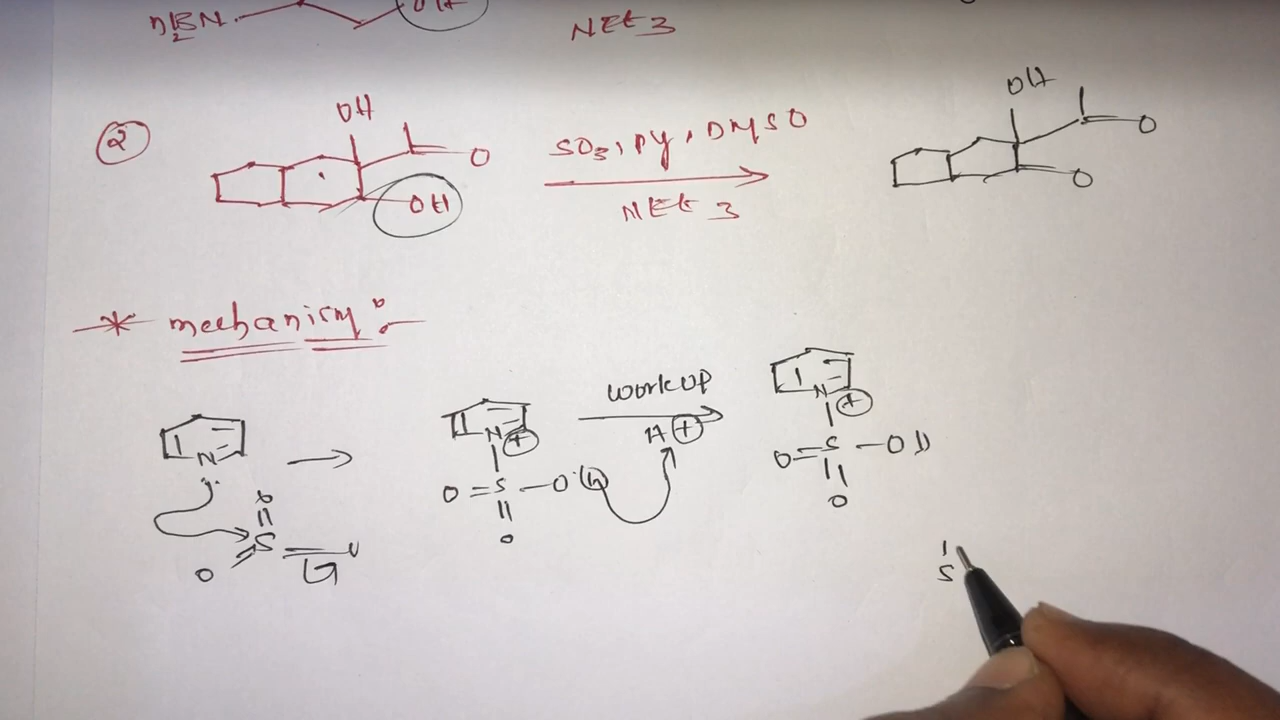 OH
NEt3
2
OH
O
OH
SO3, PY, DMSO
NEt3
OH
O
O
* mechanism:-
N
O
S
O
N +
O=S-O
O
workup
H +
N +
O=S-OH
O
S